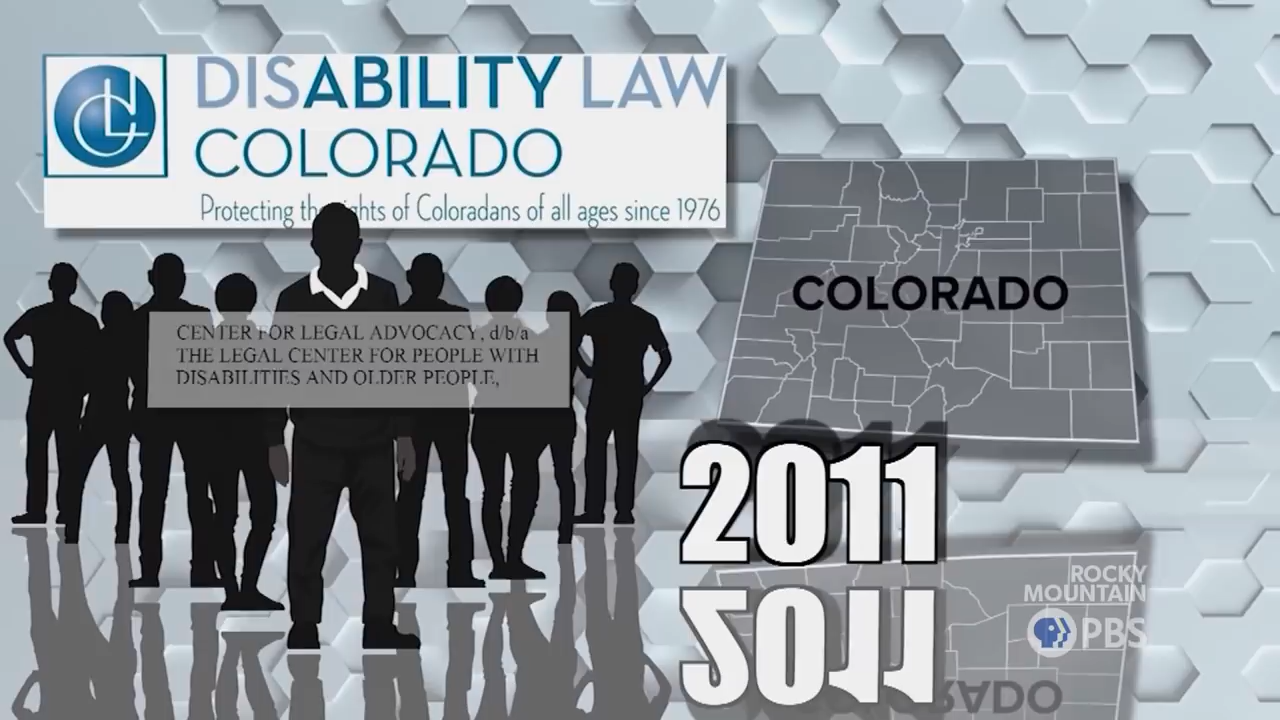 DISABILITY LAW
COLORADO
Protecting the rights of Coloradans of all ages since 1976
CENTER FOR LEGAL ADVOCACY, d/b/a
THE LEGAL CENTER FOR PEOPLE WITH
DISABILITIES AND OLDER PEOPLE,
COLORADO
2011
ROCKY
MOUNTAIN
PBS